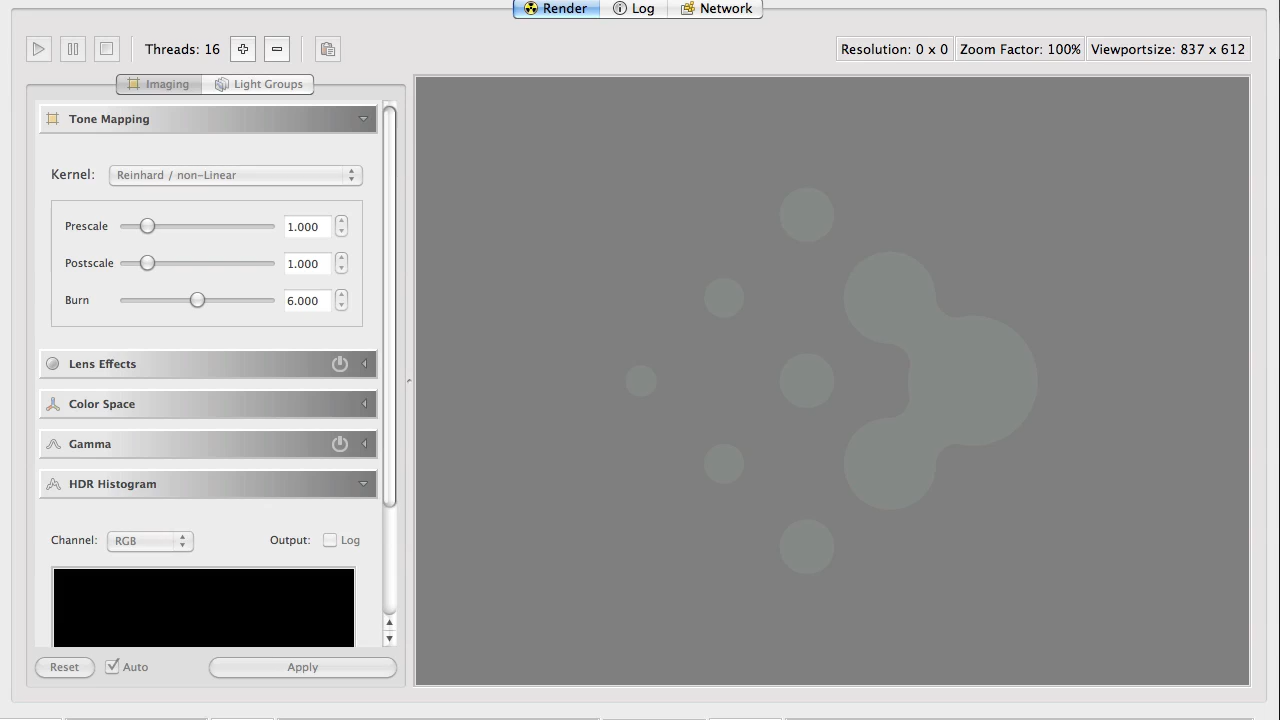 Render Log Network
Threads: 16
Resolution: 0 x 0 Zoom Factor: 100% Viewportsize: 837 x 612
Imaging Light Groups
Tone Mapping
Kernel: Reinhard / non-Linear
Prescale 1.000
Postscale 1.000
Burn 6.000
Lens Effects
Color Space
Gamma
HDR Histogram
Channel: RGB Output: Log
Reset Auto Apply